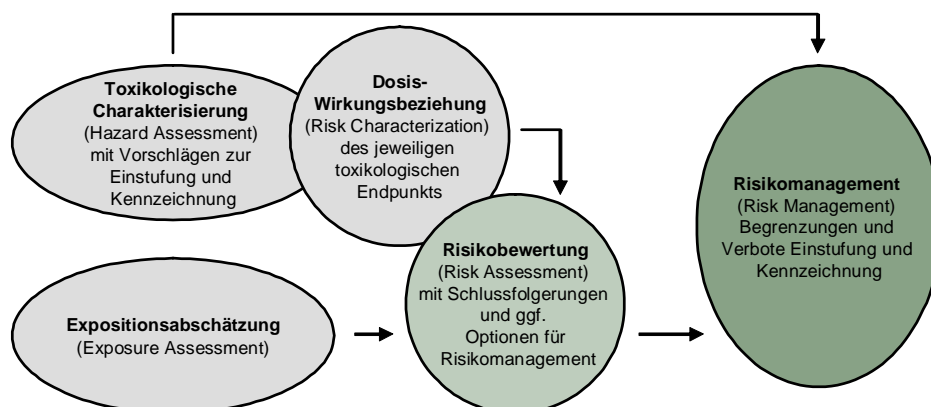 Toxikologische
Charakterisierung
(Hazard Assessment)
mit Vorschlägen zur
Einstufung und
Kennzeichnung
Dosis-
Wirkungsbeziehung
(Risk Characterization)
des jeweiligen
toxikologischen
Endpunkts
Expositionsabschätzung
(Exposure Assessment)
Risikobewertung
(Risk Assessment)
mit Schlussfolgerungen
und ggf.
Optionen für
Risikomanagement
Risikomanagement
(Risk Management)
Begrenzungen und
Verbote Einstufung und
Kennzeichnung